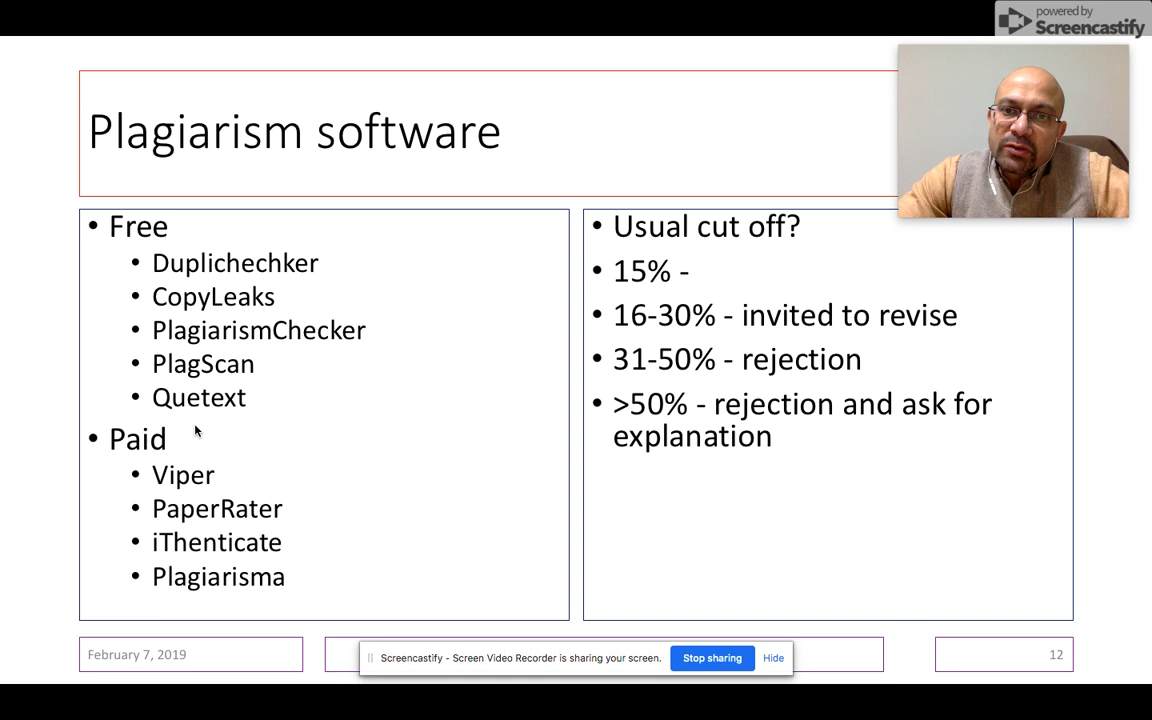 powered by
Screencastify
Plagiarism software
• Free
• Duplichechker
• CopyLeaks
• PlagiarismChecker
• PlagScan
• Quetext
• Paid
• Viper
• PaperRater
• iThenticate
• Plagiarisma
• Usual cut off?
• 15% -
• 16-30% - invited to revise
• 31-50% - rejection
• >50% - rejection and ask for
explanation
February 7, 2019
Screencastify - Screen Video Recorder is sharing your screen.
Stop sharing
Hide
12